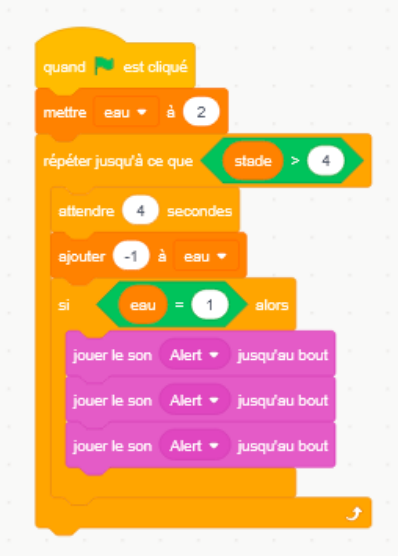 quand est cliqué
mettre eau à 2
répéter jusqu'à ce que stade > 4
attendre 4 secondes
ajouter -1 à eau
si eau = 1 alors
jouer le son Alert jusqu'au bout
jouer le son Alert jusqu'au bout
jouer le son Alert jusqu'au bout